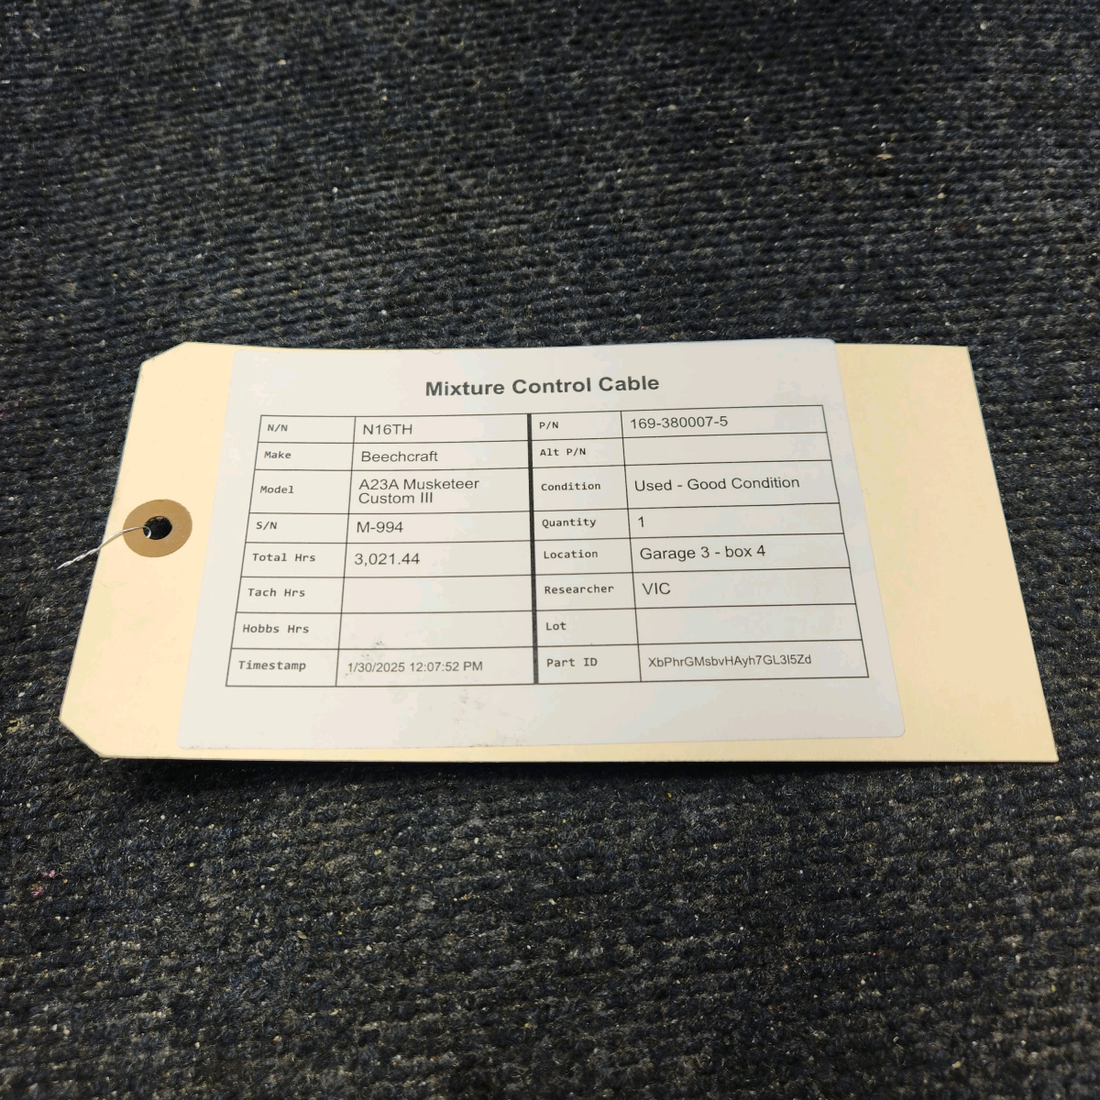 Mixture Control Cable
N/N N16TH P/N 169-380007-5
Make Beechcraft Alt P/N
Model A23A Musketeer Custom III Condition Used - Good Condition
S/N M-994 Quantity 1
Total Hrs 3,021.44 Location Garage 3 - box 4
Tach Hrs Researcher VIC
Hobbs Hrs Lot
Timestamp 1/30/2025 12:07:52 PM Part ID XbPhrGMsbvHAyh7GL3I5Zd